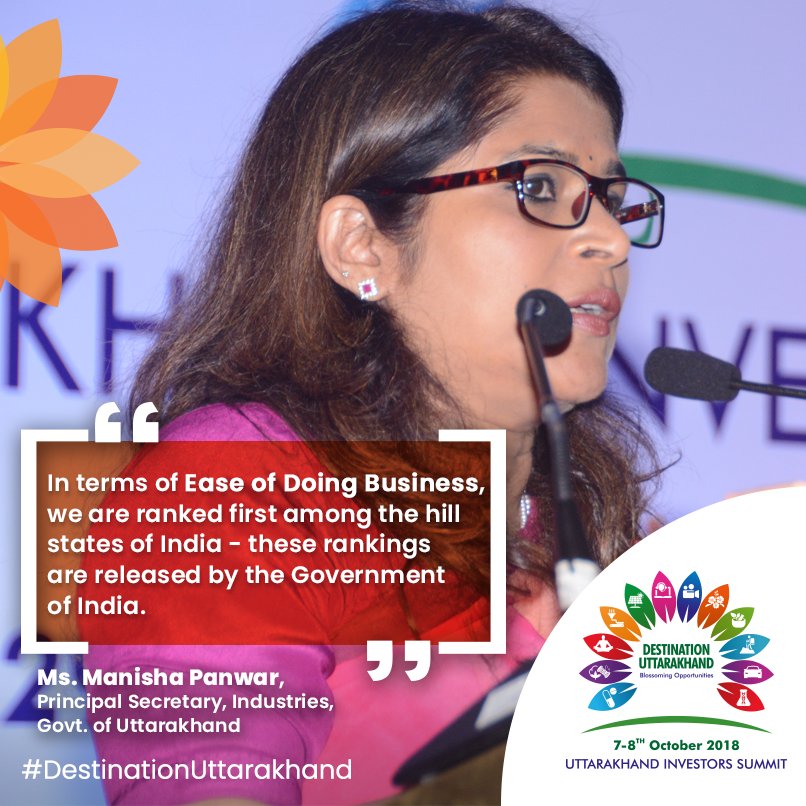 KH
INVE
“
In terms of Ease of Doing Business,
we are ranked first among the hill
states of India - these rankings
are released by the Government
of India.
”
Ms. Manisha Panwar,
Principal Secretary, Industries,
Govt. of Uttarakhand
#DestinationUttarakhand
DESTINATION
UTTARAKHAND
Blossoming Opportunities
7-8TH October 2018
UTTARAKHAND INVESTORS SUMMIT